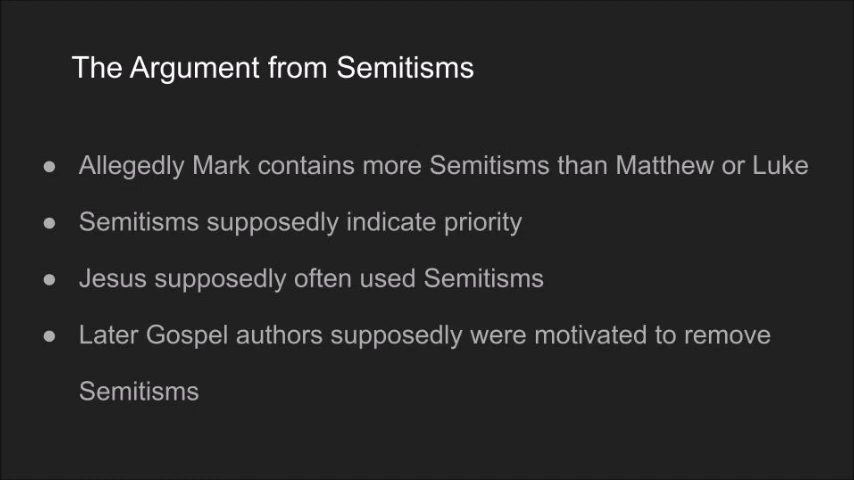 The Argument from Semitisms
● Allegedly Mark contains more Semitisms than Matthew or Luke
● Semitisms supposedly indicate priority
● Jesus supposedly often used Semitisms
● Later Gospel authors supposedly were motivated to remove
Semitisms